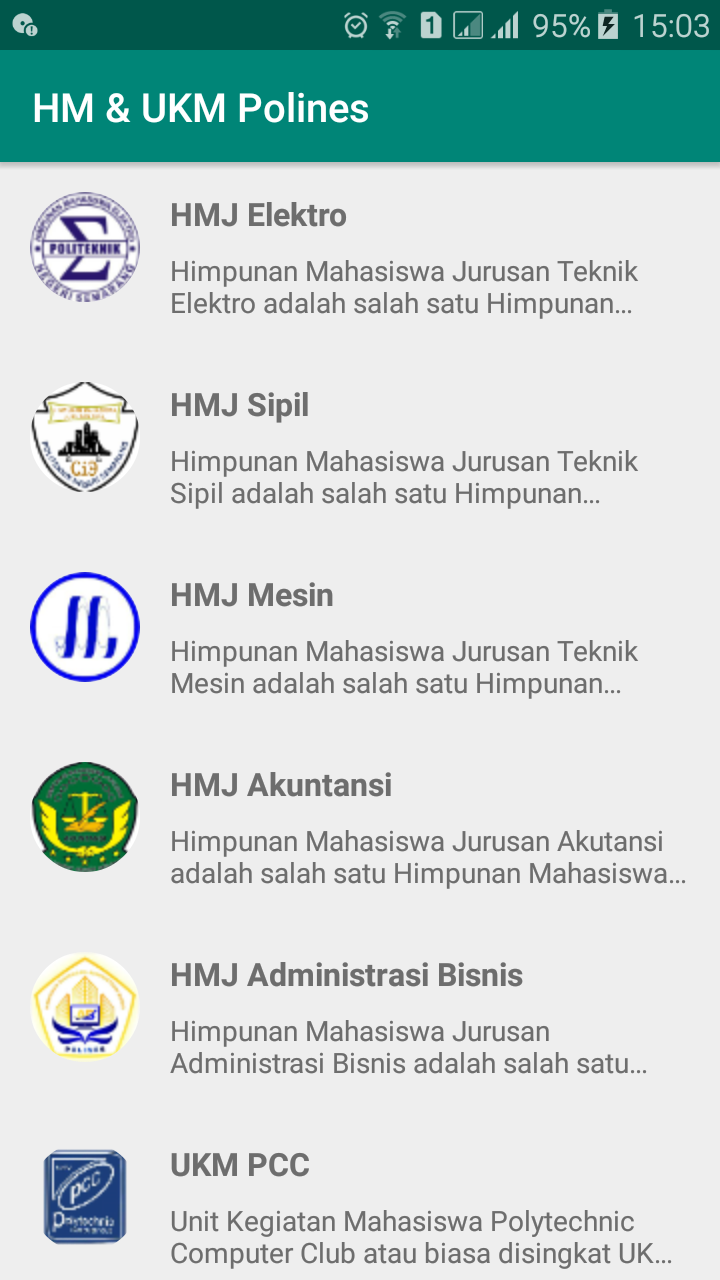 95% 15:03
HM & UKM Polines
HIMPUNAN MAHASISWA ELEKTRO
POLITEKNIK
NEGERI SEMARANG
HMJ Elektro
Himpunan Mahasiswa Jurusan Teknik
Elektro adalah salah satu Himpunan...
HMJ Sipil
Himpunan Mahasiswa Jurusan Teknik
Sipil adalah salah satu Himpunan...
HMJ Mesin
Himpunan Mahasiswa Jurusan Teknik
Mesin adalah salah satu Himpunan...
HMJ Akuntansi
Himpunan Mahasiswa Jurusan Akutansi
adalah salah satu Himpunan Mahasiswa...
POLINES
HMJ Administrasi Bisnis
Himpunan Mahasiswa Jurusan
Administrasi Bisnis adalah salah satu...
PCC
Polytechnic
UKM PCC
Unit Kegiatan Mahasiswa Polytechnic
Computer Club atau biasa disingkat UK...